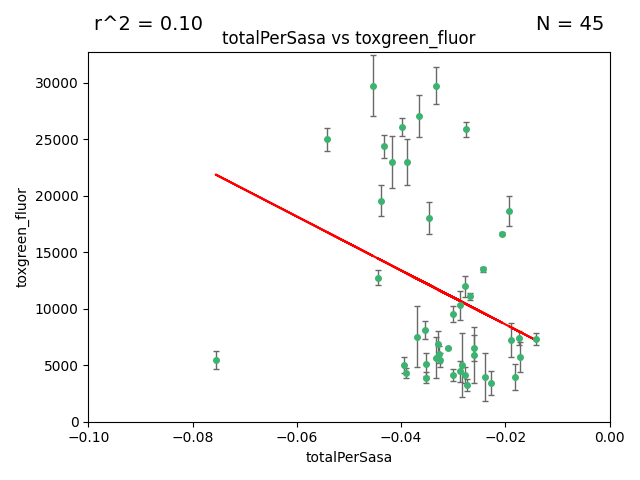 r^2 = 0.10
N = 45
totalPerSasa vs toxgreen_fluor
toxgreen_fluor
30000
25000
20000
15000
10000
5000
0
−0.10
−0.08
−0.06
−0.04
−0.02
0.00
totalPerSasa